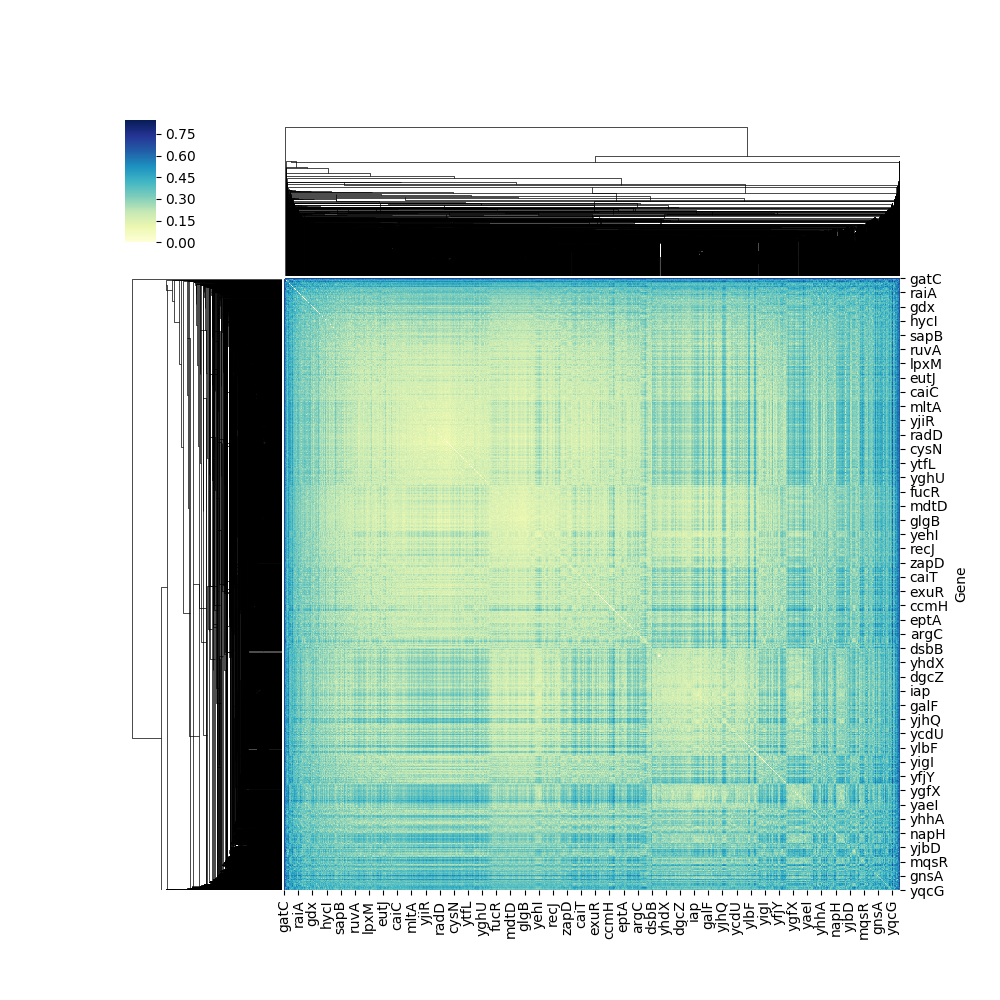 0.75
0.60
0.45
0.30
0.15
0.00
gatC
raiA
gdx
hycI
sapB
ruvA
lpxM
eutJ
caiC
mltA
yjiR
radD
cysN
ytfL
yghU
fucR
mdtD
glgB
yehI
recJ
zapD
caiT
exuR
ccmH
eptA
argC
dsbB
yhdX
dgcZ
iap
galF
yjhQ
ycdU
ylbF
yigI
yfjY
ygfX
yaeI
yhhA
napH
yjbD
mqsR
gnsA
yqcG
Gene
gatC
raiA
gdx
hycI
sapB
ruvA
lpxM
eutJ
caiC
mltA
yjiR
radD
cysN
ytfL
yghU
fucR
mdtD
glgB
yehI
recJ
zapD
caiT
exuR
ccmH
eptA
argC
dsbB
yhdX
dgcZ
iap
galF
yjhQ
ycdU
ylbF
yigI
yfjY
ygfX
yaeI
yhhA
napH
yjbD
mqsR
gnsA
yqcG